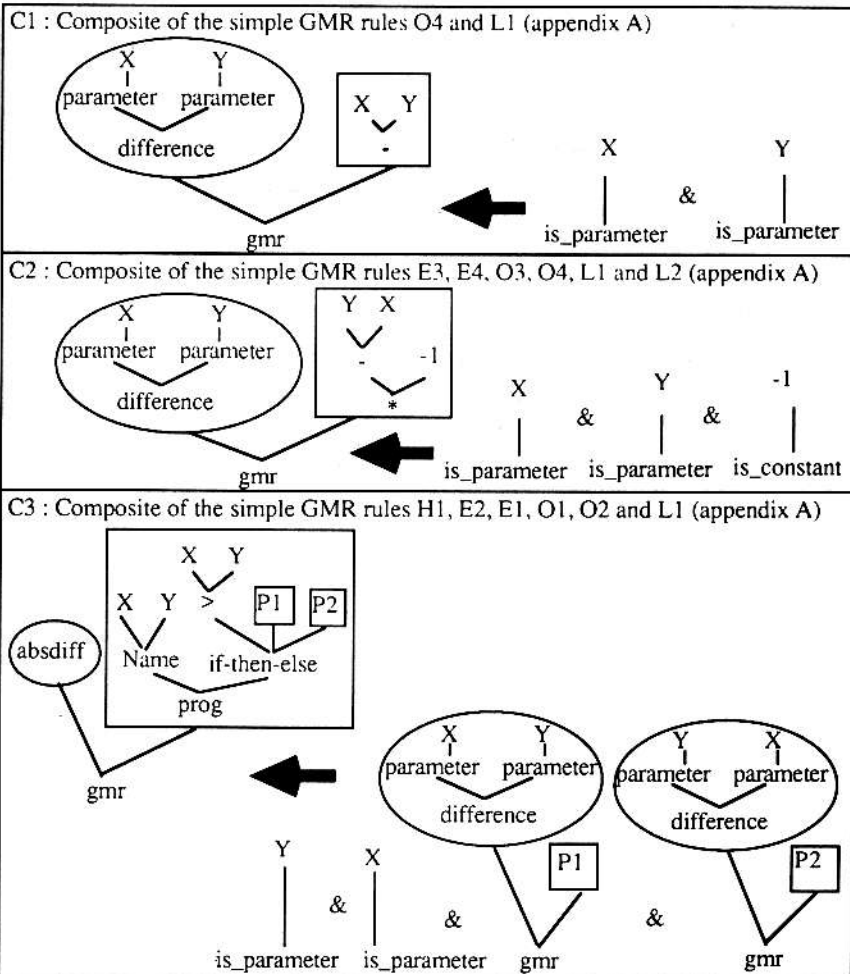 C1 : Composite of the simple GMR rules O4 and L1 (appendix A)
X Y
parameter parameter
difference
X Y
-
gmr
X & Y
is_parameter is_parameter
C2 : Composite of the simple GMR rules E3, E4, O3, O4, L1 and L2 (appendix A)
X Y
parameter parameter
difference
Y X
- -1
*
gmr
X & Y & -1
is_parameter is_parameter is_constant
C3 : Composite of the simple GMR rules H1, E2, E1, O1, O2 and L1 (appendix A)
absdiff
X Y
X Y > P1 P2
Name if-then-else
prog
gmr
X Y
parameter parameter
difference
P1
gmr
Y X
parameter parameter
difference
P2
gmr
Y & X & &
is_parameter is_parameter